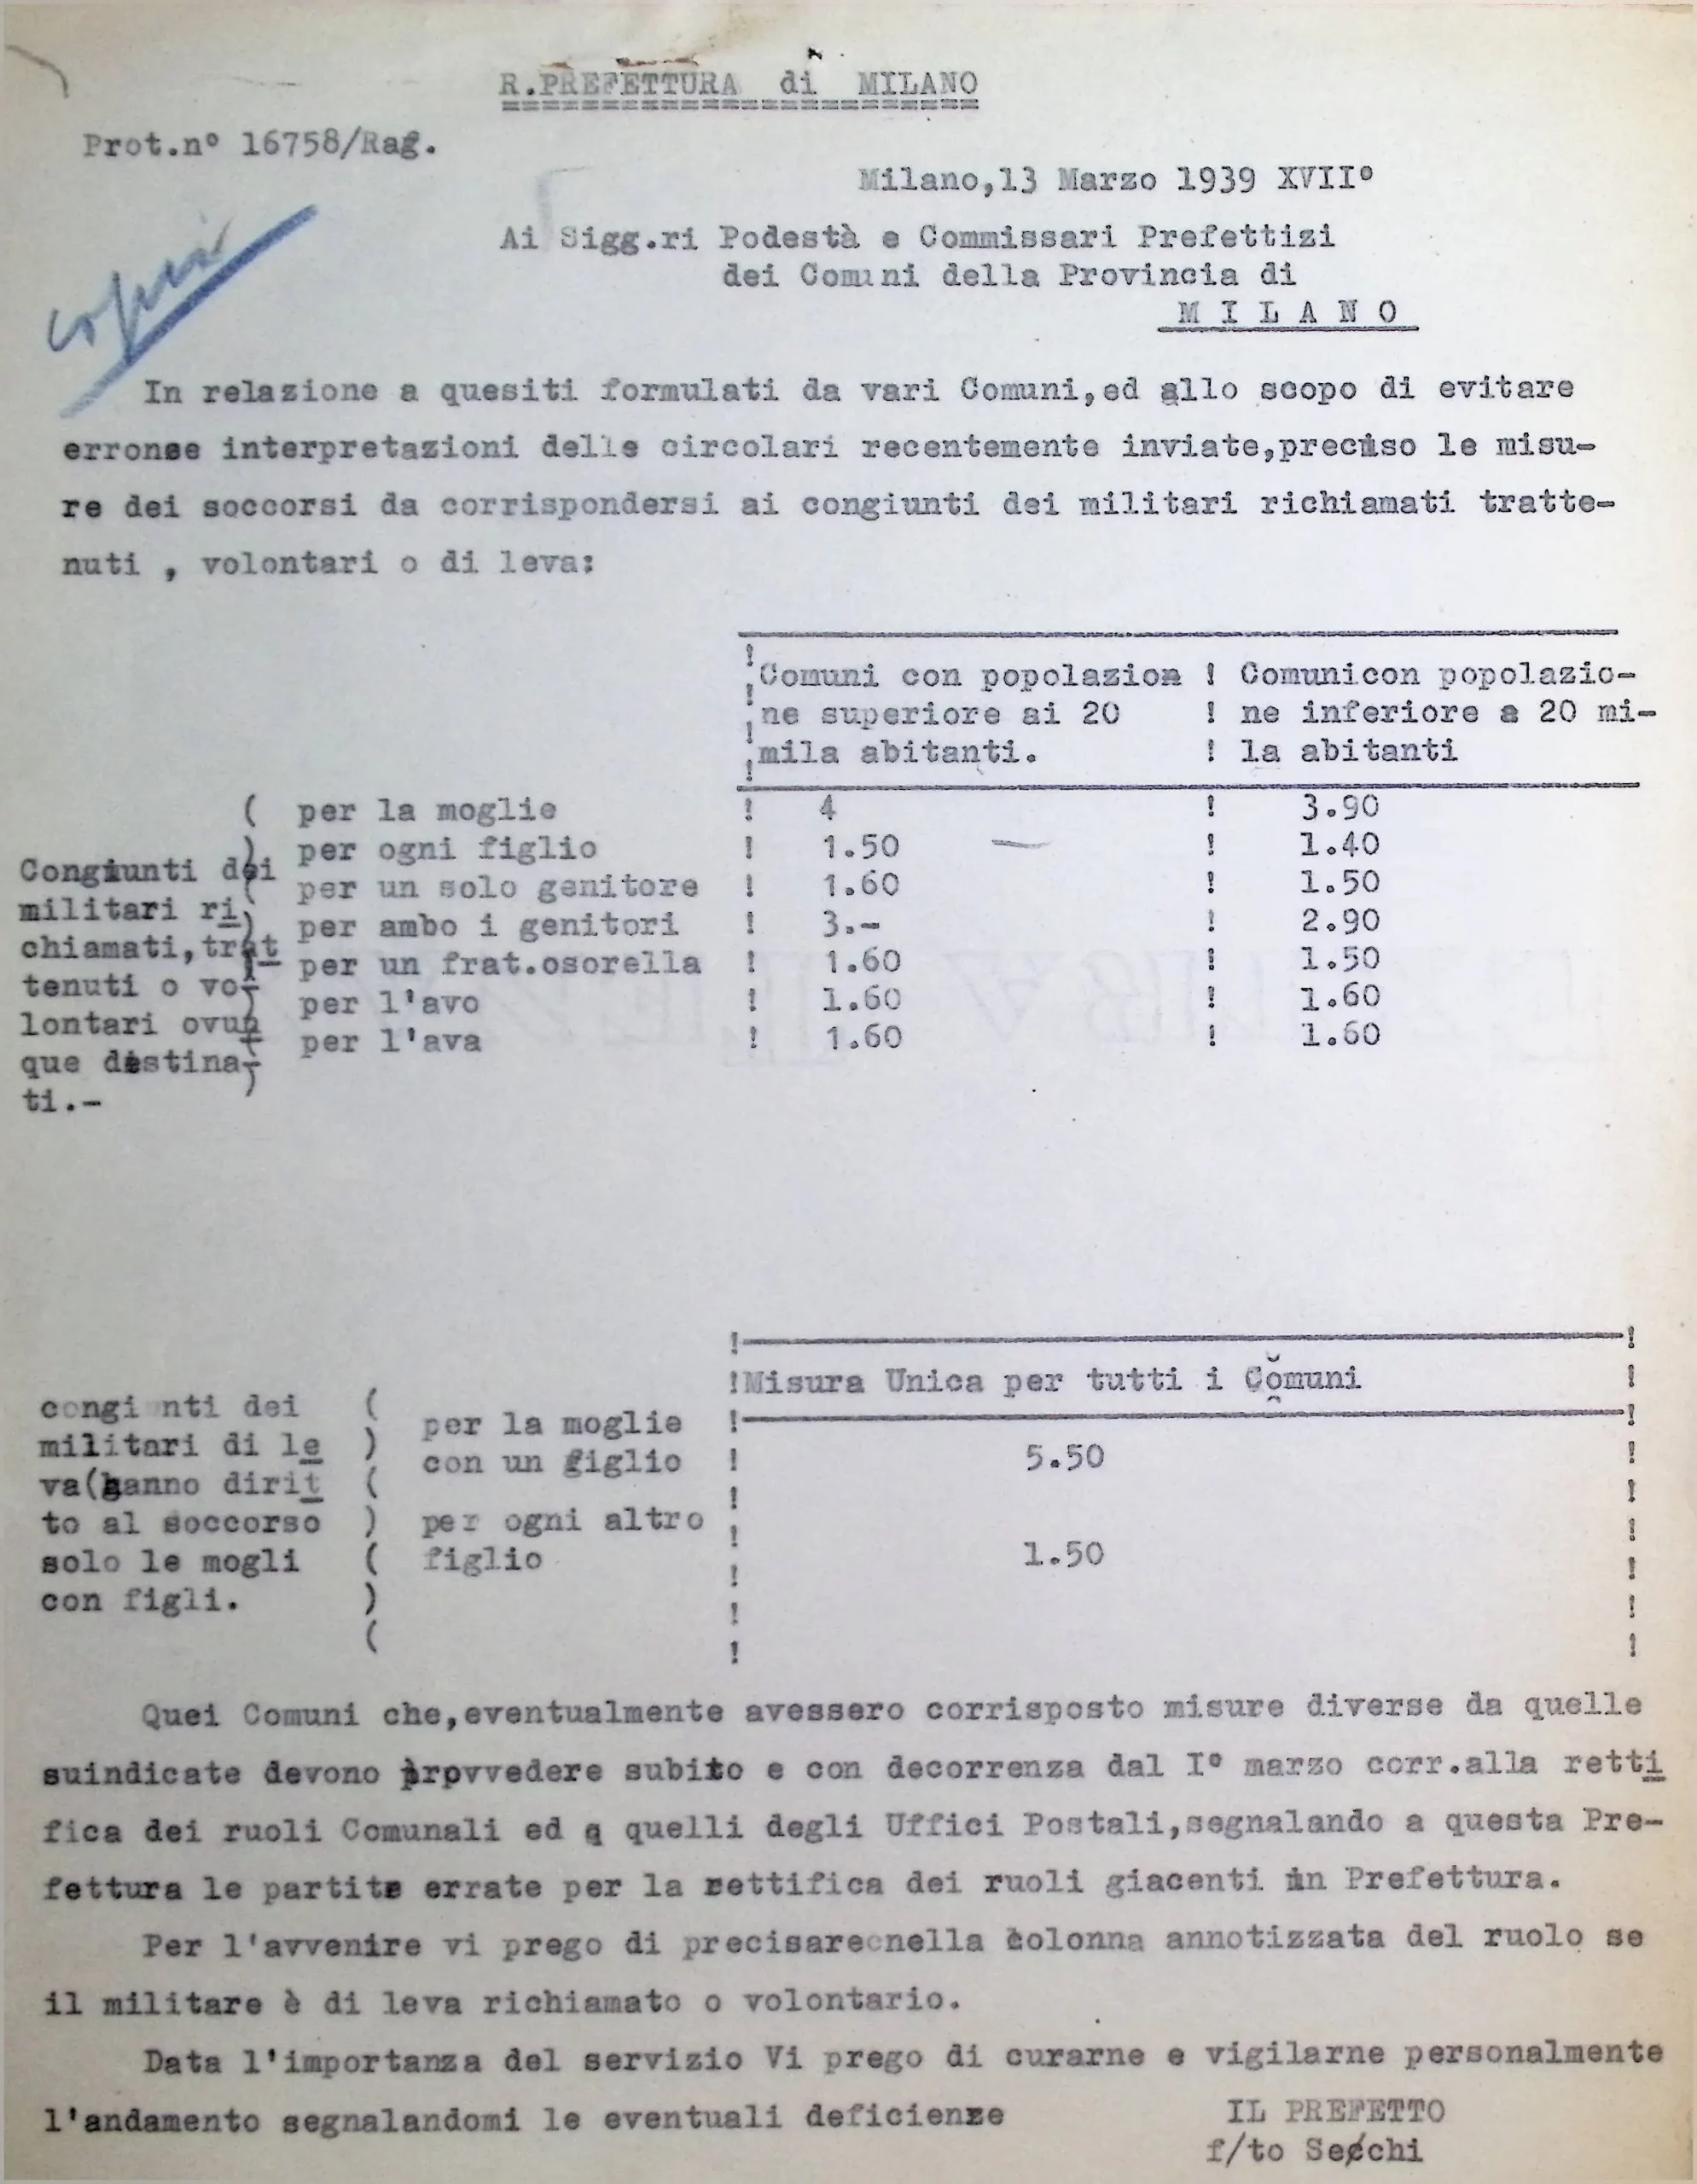 R.PREFETTURA di MILANO
Prot.n° 16758/Rag.
Milano,13 Marzo 1939 XVII°
copia
Ai Sigg.ri Podestà e Commissari Prefettizi
dei Comuni della Provincia di
M I L A N O
In relazione a quesiti formulati da vari Comuni,ed allo scopo di evitare
erronee interpretazioni delle circolari recentemente inviate,preciso le misu-
re dei soccorsi da corrispondersi ai congiunti dei militari richiamati tratte-
nuti , volontari o di leva:
! Comuni con popolazion ! Comunicon popolazio-
! ne superiore ai 20 ! ne inferiore a 20 mi-
! mila abitanti. ! la abitanti
( per la moglie ! 4 ! 3.90
) per ogni figlio ! 1.50 ! 1.40
Congiunti dei
( per un solo genitore ! 1.60 ! 1.50
militari ri
) per ambo i genitori ! 3.- ! 2.90
chiamati,trat
per un frat.osorella ! 1.60 ! 1.50
tenuti o vo-
per l'avo ! 1.60 ! 1.60
lontari ovun
per l'ava ! 1.60 ! 1.60
que destina-
ti.-
!Misura Unica per tutti i Comuni !
congi nti dei ( per la moglie
militari di le ) con un figlio ! 5.50 !
va(hanno dirit (
to al soccorso ) per ogni altro
solo le mogli ( figlio ! 1.50 !
con figli. )
(
Quei Comuni che,eventualmente avessero corrisposto misure diverse da quelle
suindicate devono provvedere subito e con decorrenza dal I° marzo corr.alla retti
fica dei ruoli Comunali ed a quelli degli Uffici Postali,segnalando a questa Pre-
fettura le partite errate per la rettifica dei ruoli giacenti in Prefettura.
Per l'avvenire vi prego di precisare nella colonna annotizzata del ruolo se
il militare è di leva richiamato o volontario.
Data l'importanza del servizio Vi prego di curarne e vigilarne personalmente
l'andamento segnalandomi le eventuali deficienze
IL PREFETTO
f/to Secchi